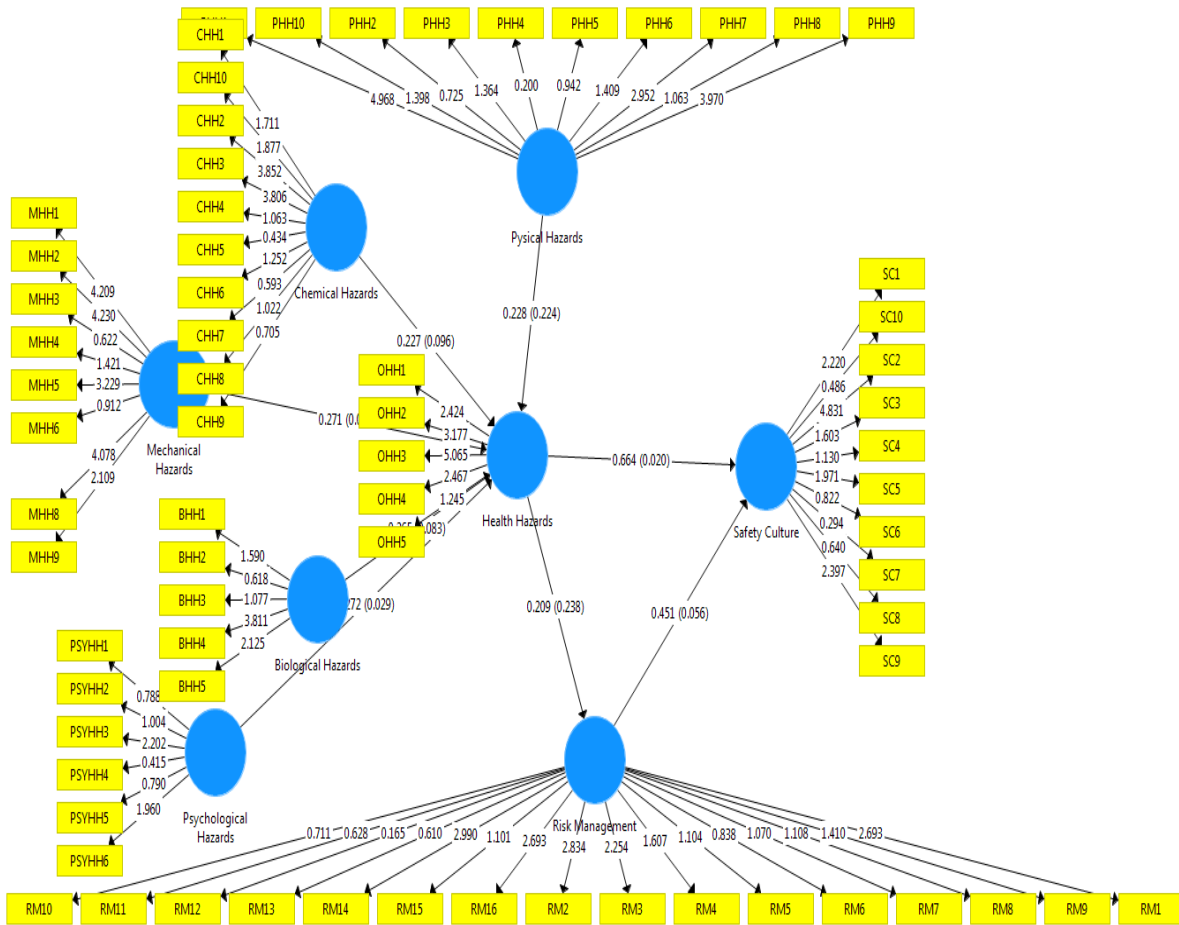 PHH10
PHH2
PHH3
PHH4
PHH5
PHH6
PHH7
PHH8
PHH9
4.968
1.398
0.725
1.364
0.200
0.942
1.409
2.952
1.063
3.970
Pysical Hazards
CHH1
CHH10
CHH2
CHH3
CHH4
CHH5
CHH6
CHH7
CHH8
CHH9
1.711
1.877
3.852
3.806
1.063
0.434
1.252
0.593
1.022
0.705
Chemical Hazards
MHH1
MHH2
MHH3
MHH4
MHH5
MHH6
MHH8
MHH9
4.209
4.230
0.622
1.421
3.229
0.912
4.078
2.109
Mechanical
Hazards
0.228 (0.224)
0.227 (0.096)
0.271
OHH1
OHH2
OHH3
OHH4
OHH5
2.424
3.177
5.065
2.467
1.245
Health Hazards
0.664 (0.020)
SC1
SC10
SC2
SC3
SC4
SC5
SC6
SC7
SC8
SC9
2.220
0.486
4.831
1.603
1.130
1.971
0.822
0.294
0.640
2.397
Safety Culture
BHH1
BHH2
BHH3
BHH4
BHH5
1.590
0.618
1.077
3.811
2.125
Biological Hazards
(0.029)
0.209 (0.238)
0.451 (0.056)
PSYHH1
PSYHH2
PSYHH3
PSYHH4
PSYHH5
PSYHH6
0.788
1.004
2.202
0.415
0.790
1.960
Psychological
Hazards
Risk Management
0.711
0.628
0.165
0.610
2.990
1.101
2.693
2.834
2.254
1.607
1.104
0.838
1.070
1.108
1.410
2.693
RM10
RM11
RM12
RM13
RM14
RM15
RM16
RM2
RM3
RM4
RM5
RM6
RM7
RM8
RM9
RM1